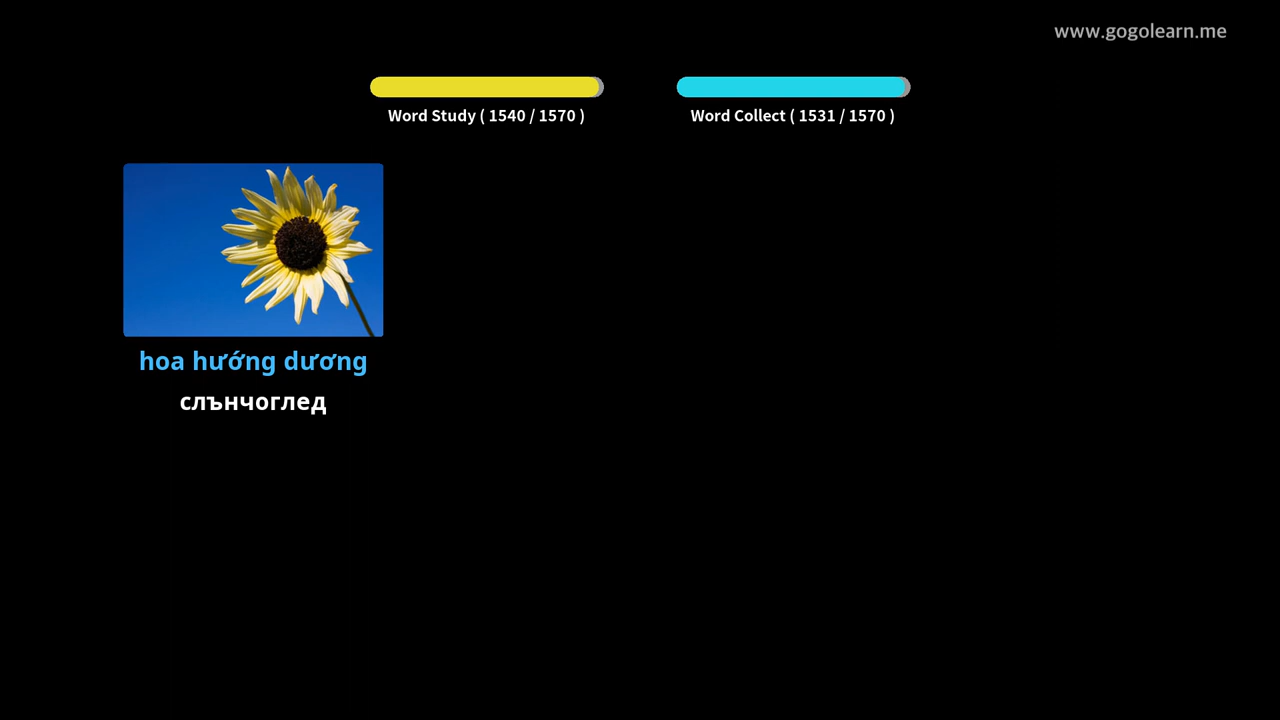 www.gogolearn.me
Word Study ( 1540 / 1570 )
Word Collect ( 1531 / 1570 )
hoa hướng dương
слънчоглед